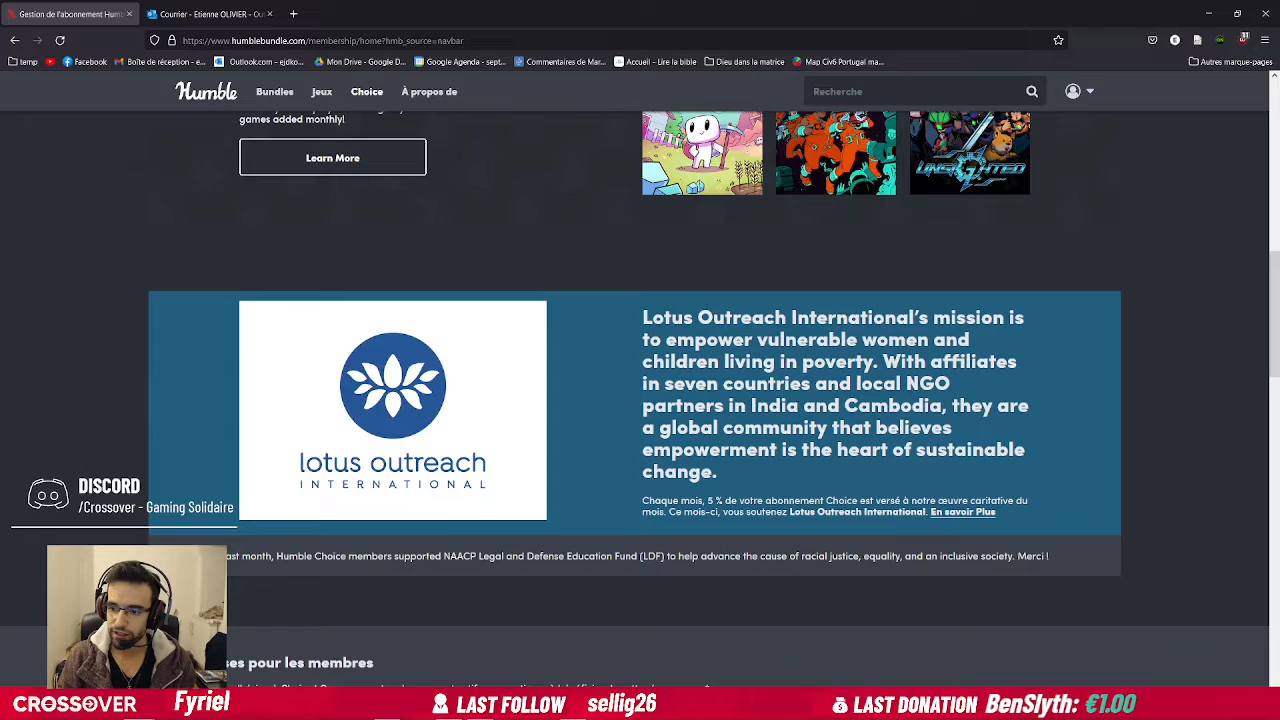 Gestion de l'abonnement Humb
Courrier - Etienne OLIVIER - Out
https://www.humblebundle.com/membership/home?hmb_source=navbar
temp
Facebook
Boîte de réception - e...
Outlook.com - ejdko...
Mon Drive - Google D...
Google Agenda - sept...
Commentaires de Mar...
Accueil - Lire la bible
Dieu dans la matrice
Map Civ6 Portugal ma...
Autres marque-pages
Humble
Bundles
Jeux
Choice
À propos de
Recherche
games added monthly!
Learn More
UNSIGHTED
Lotus Outreach International's mission is
to empower vulnerable women and
children living in poverty. With affiliates
in seven countries and local NGO
partners in India and Cambodia, they are
a global community that believes
empowerment is the heart of sustainable
change.
lotus outreach
INTERNATIONAL
Chaque mois, 5 % de votre abonnement Choice est versé à notre œuvre caritative du
mois. Ce mois-ci, vous soutenez Lotus Outreach International. En savoir Plus
DISCORD
/Crossover - Gaming Solidaire
ast month, Humble Choice members supported NAACP Legal and Defense Education Fund (LDF) to help advance the cause of racial justice, equality, and an inclusive society. Merci !
ses pour les membres
CROSSOVER
Fyriel
LAST FOLLOW
sellig26
LAST DONATION
BenSlyth: €1.00